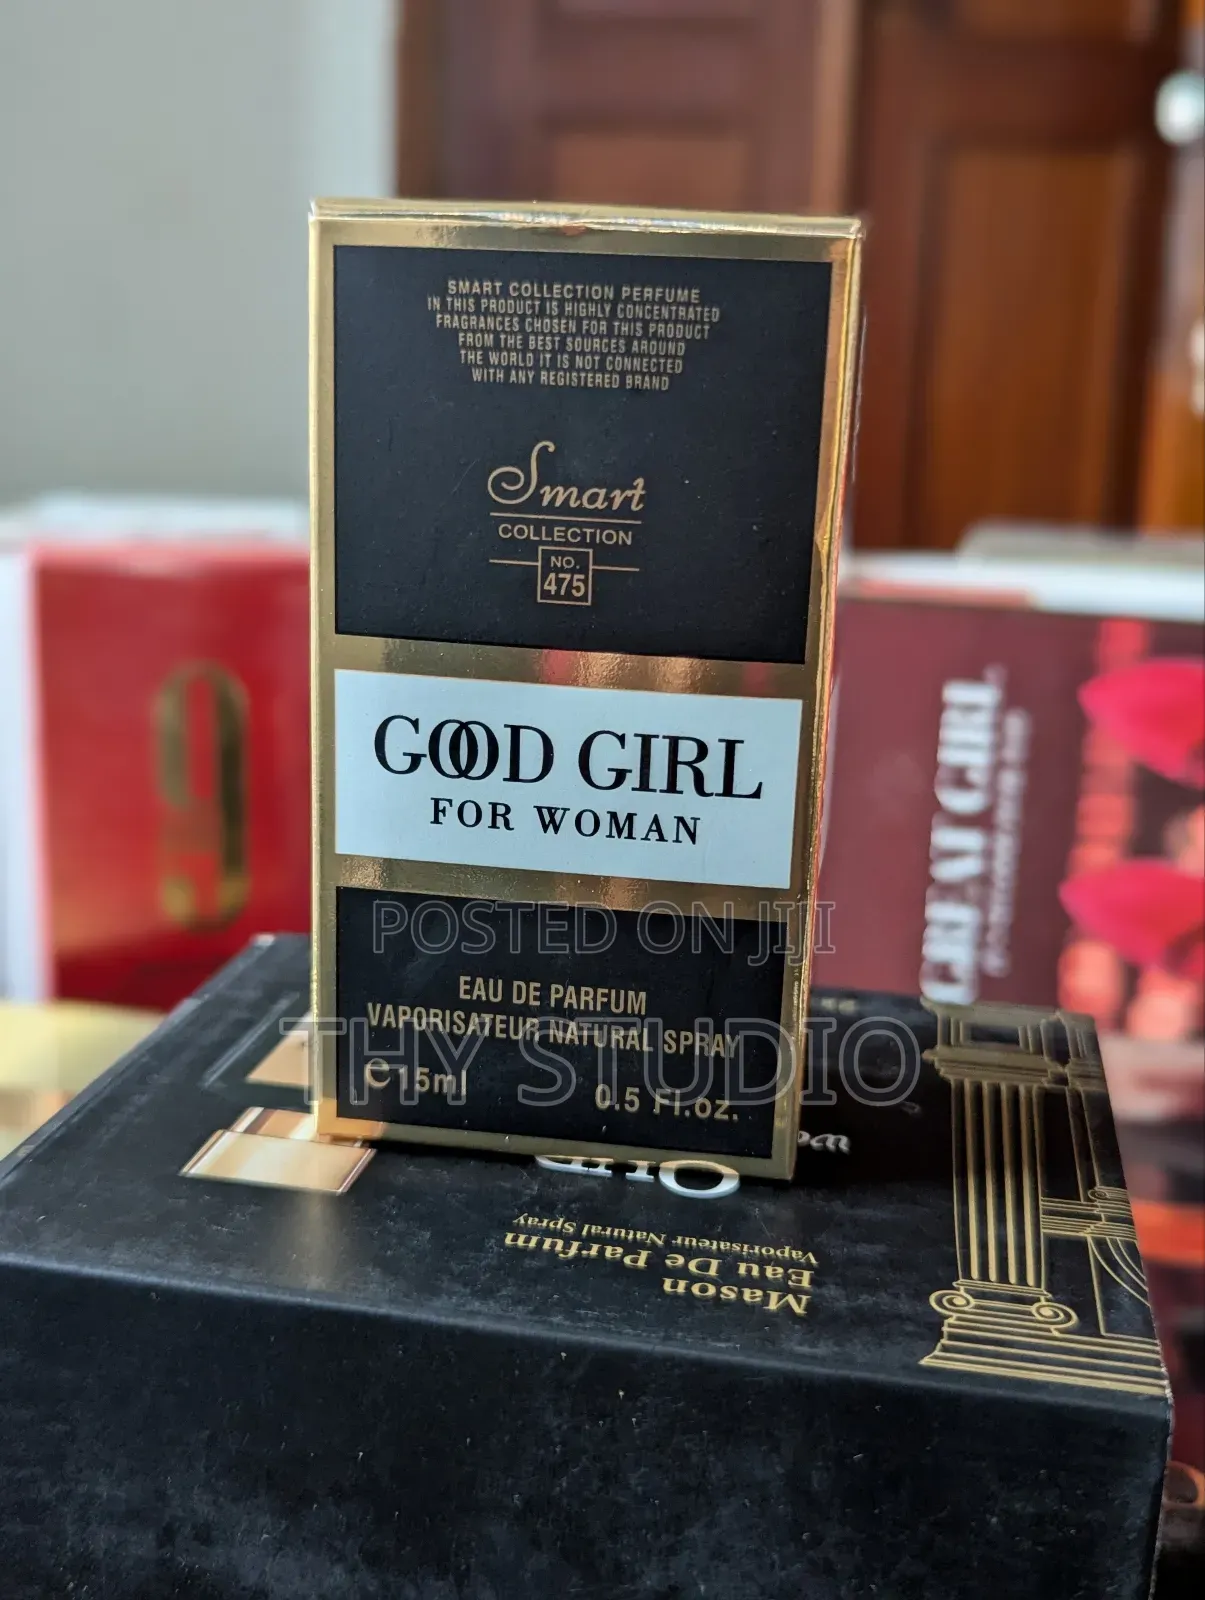 SMART COLLECTION PERFUME
IN THIS PRODUCT IS HIGHLY CONCENTRATED
FRAGRANCES CHOSEN FOR THIS PRODUCT
FROM THE BEST SOURCES AROUND
THE WORLD IT IS NOT CONNECTED
WITH ANY REGISTERED BRAND
Smart
COLLECTION
NO.
475
GOOD GIRL
FOR WOMAN
POSTED ON JIJI
EAU DE PARFUM
VAPORISATEUR NATURAL SPRAY
THY STUDIO
e 15ml 0.5 Fl.oz.
9
GREAT GIRL
Mason
Eau De Parfum
Vaporisateur Natural Spray